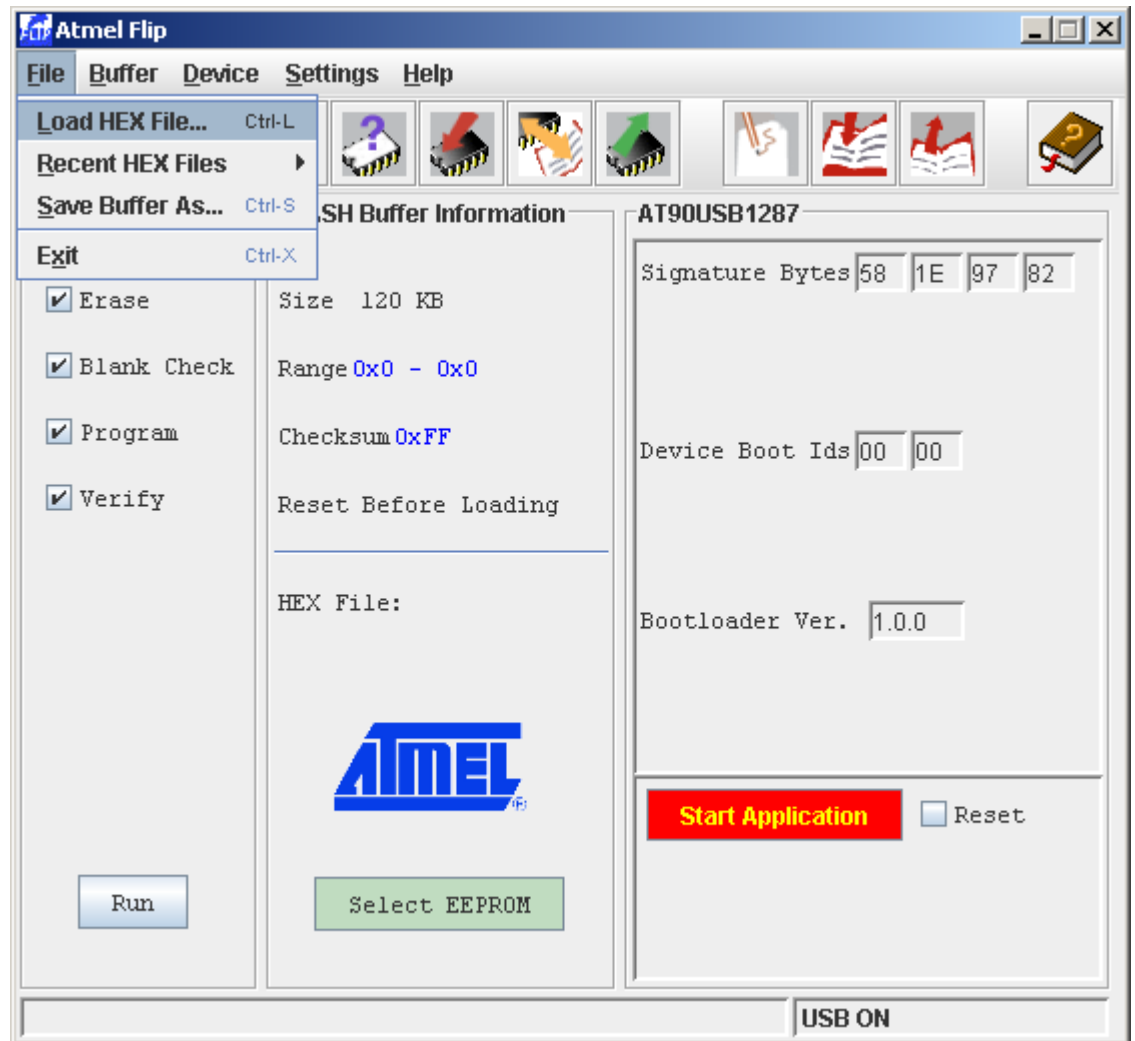 Atmel Flip
File Buffer Device Settings Help
Load HEX File... Ctrl-L
Recent HEX Files
Save Buffer As... Ctrl-S
Exit Ctrl-X
Erase
Blank Check
Program
Verify
Run
SH Buffer Information
Size 120 KB
Range 0x0 - 0x0
Checksum 0xFF
Reset Before Loading
HEX File:
ATMEL ®
Select EEPROM
AT90USB1287
Signature Bytes 58 1E 97 82
Device Boot Ids 00 00
Bootloader Ver. 1.0.0
Start Application Reset
USB ON